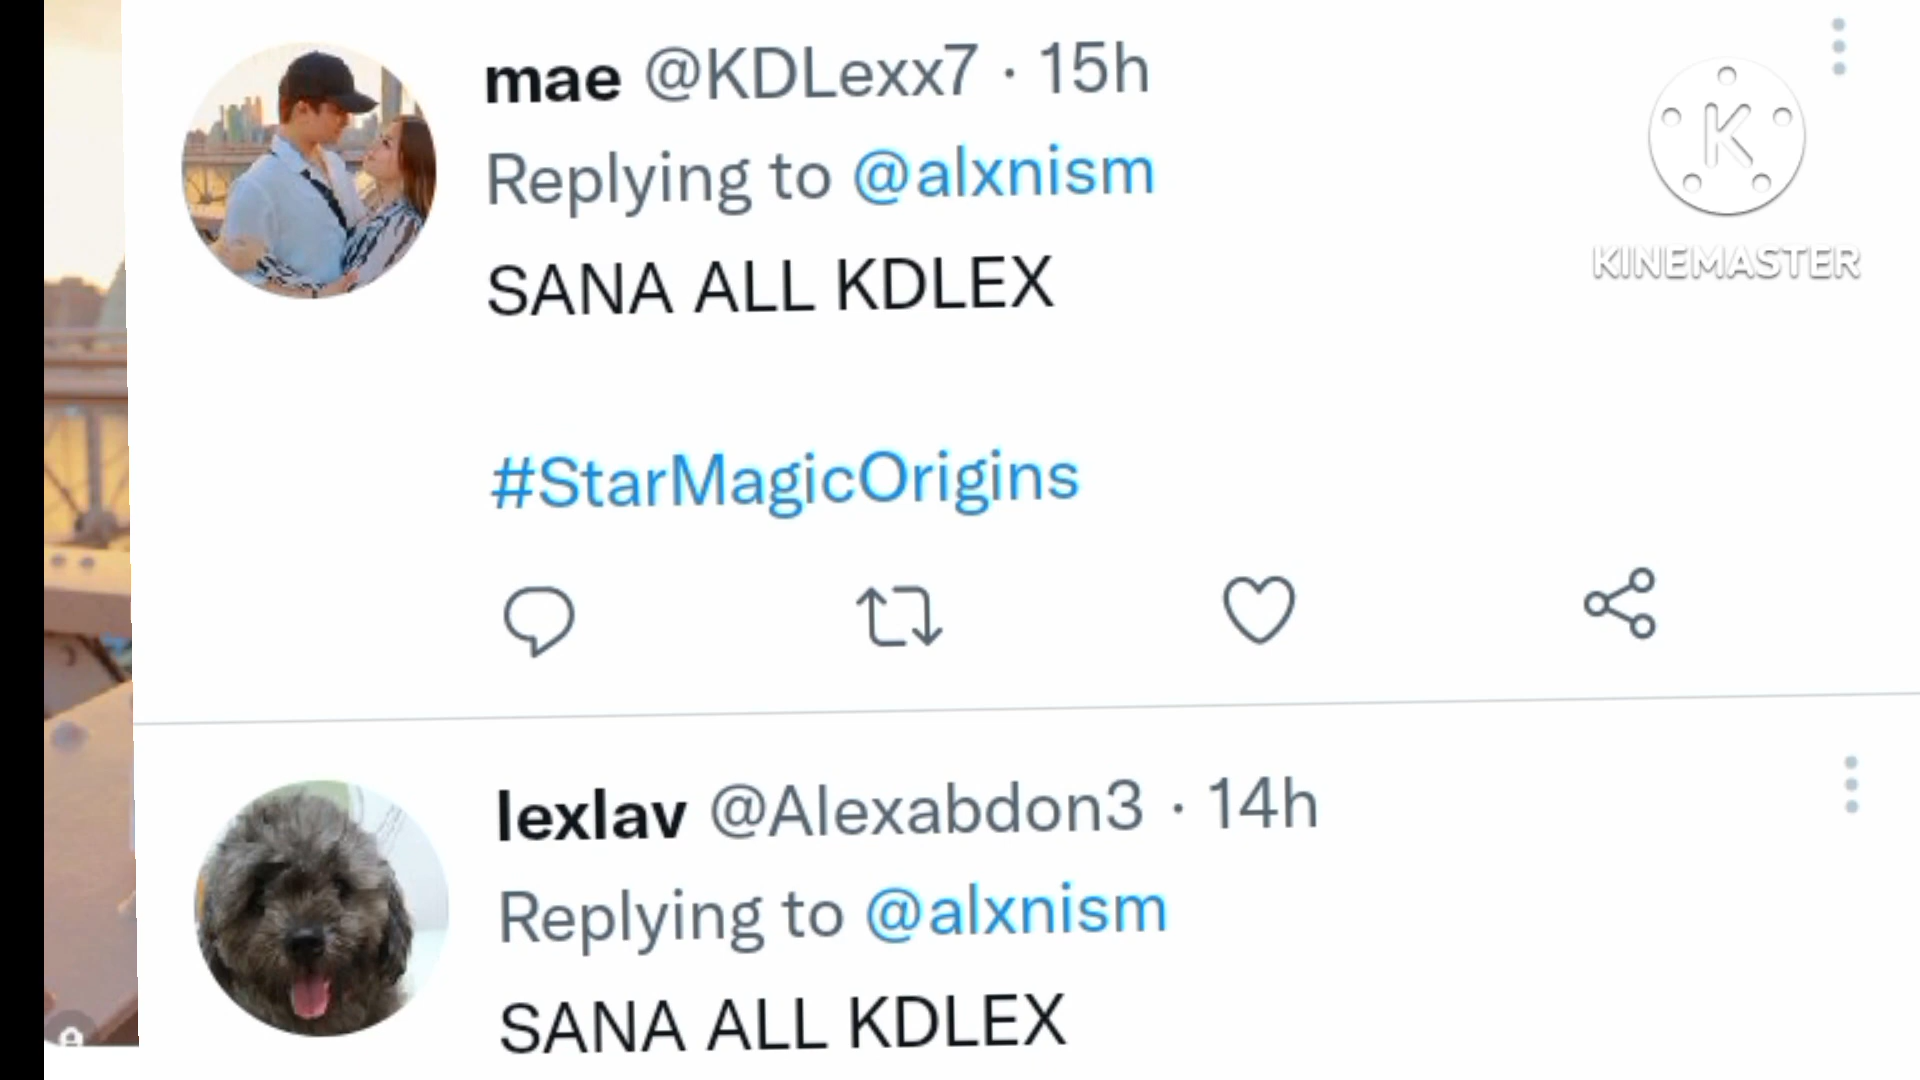 mae @KDLexx7 · 15h
Replying to @alxnism
SANA ALL KDLEX
#StarMagicOrigins
K
KINEMASTER
lexlav @Alexabdon3 · 14h
Replying to @alxnism
SANA ALL KDLEX